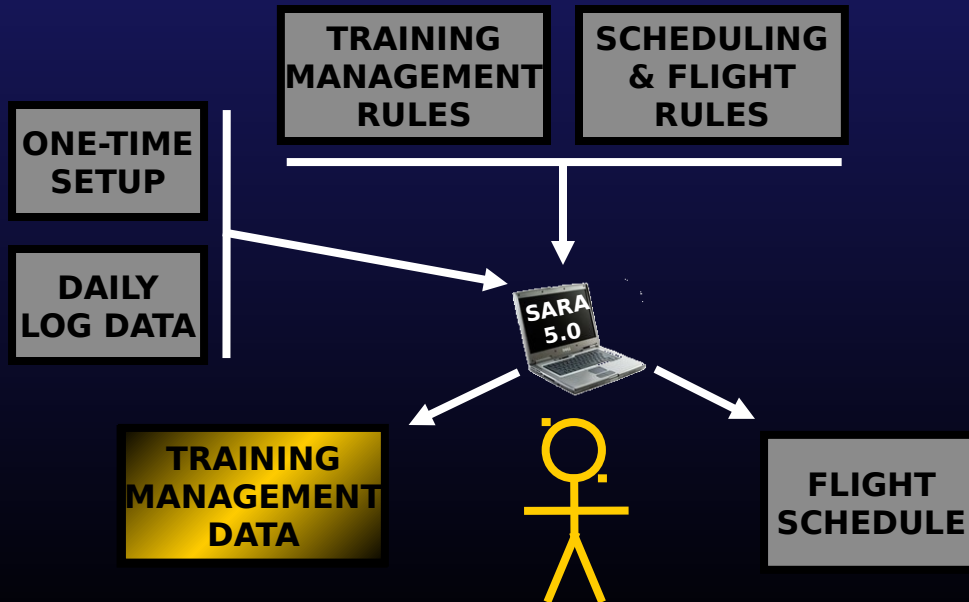 TRAINING
MANAGEMENT
RULES
SCHEDULING
& FLIGHT
RULES
ONE-TIME
SETUP
DAILY
LOG DATA
SARA
5.0
TRAINING
MANAGEMENT
DATA
FLIGHT
SCHEDULE